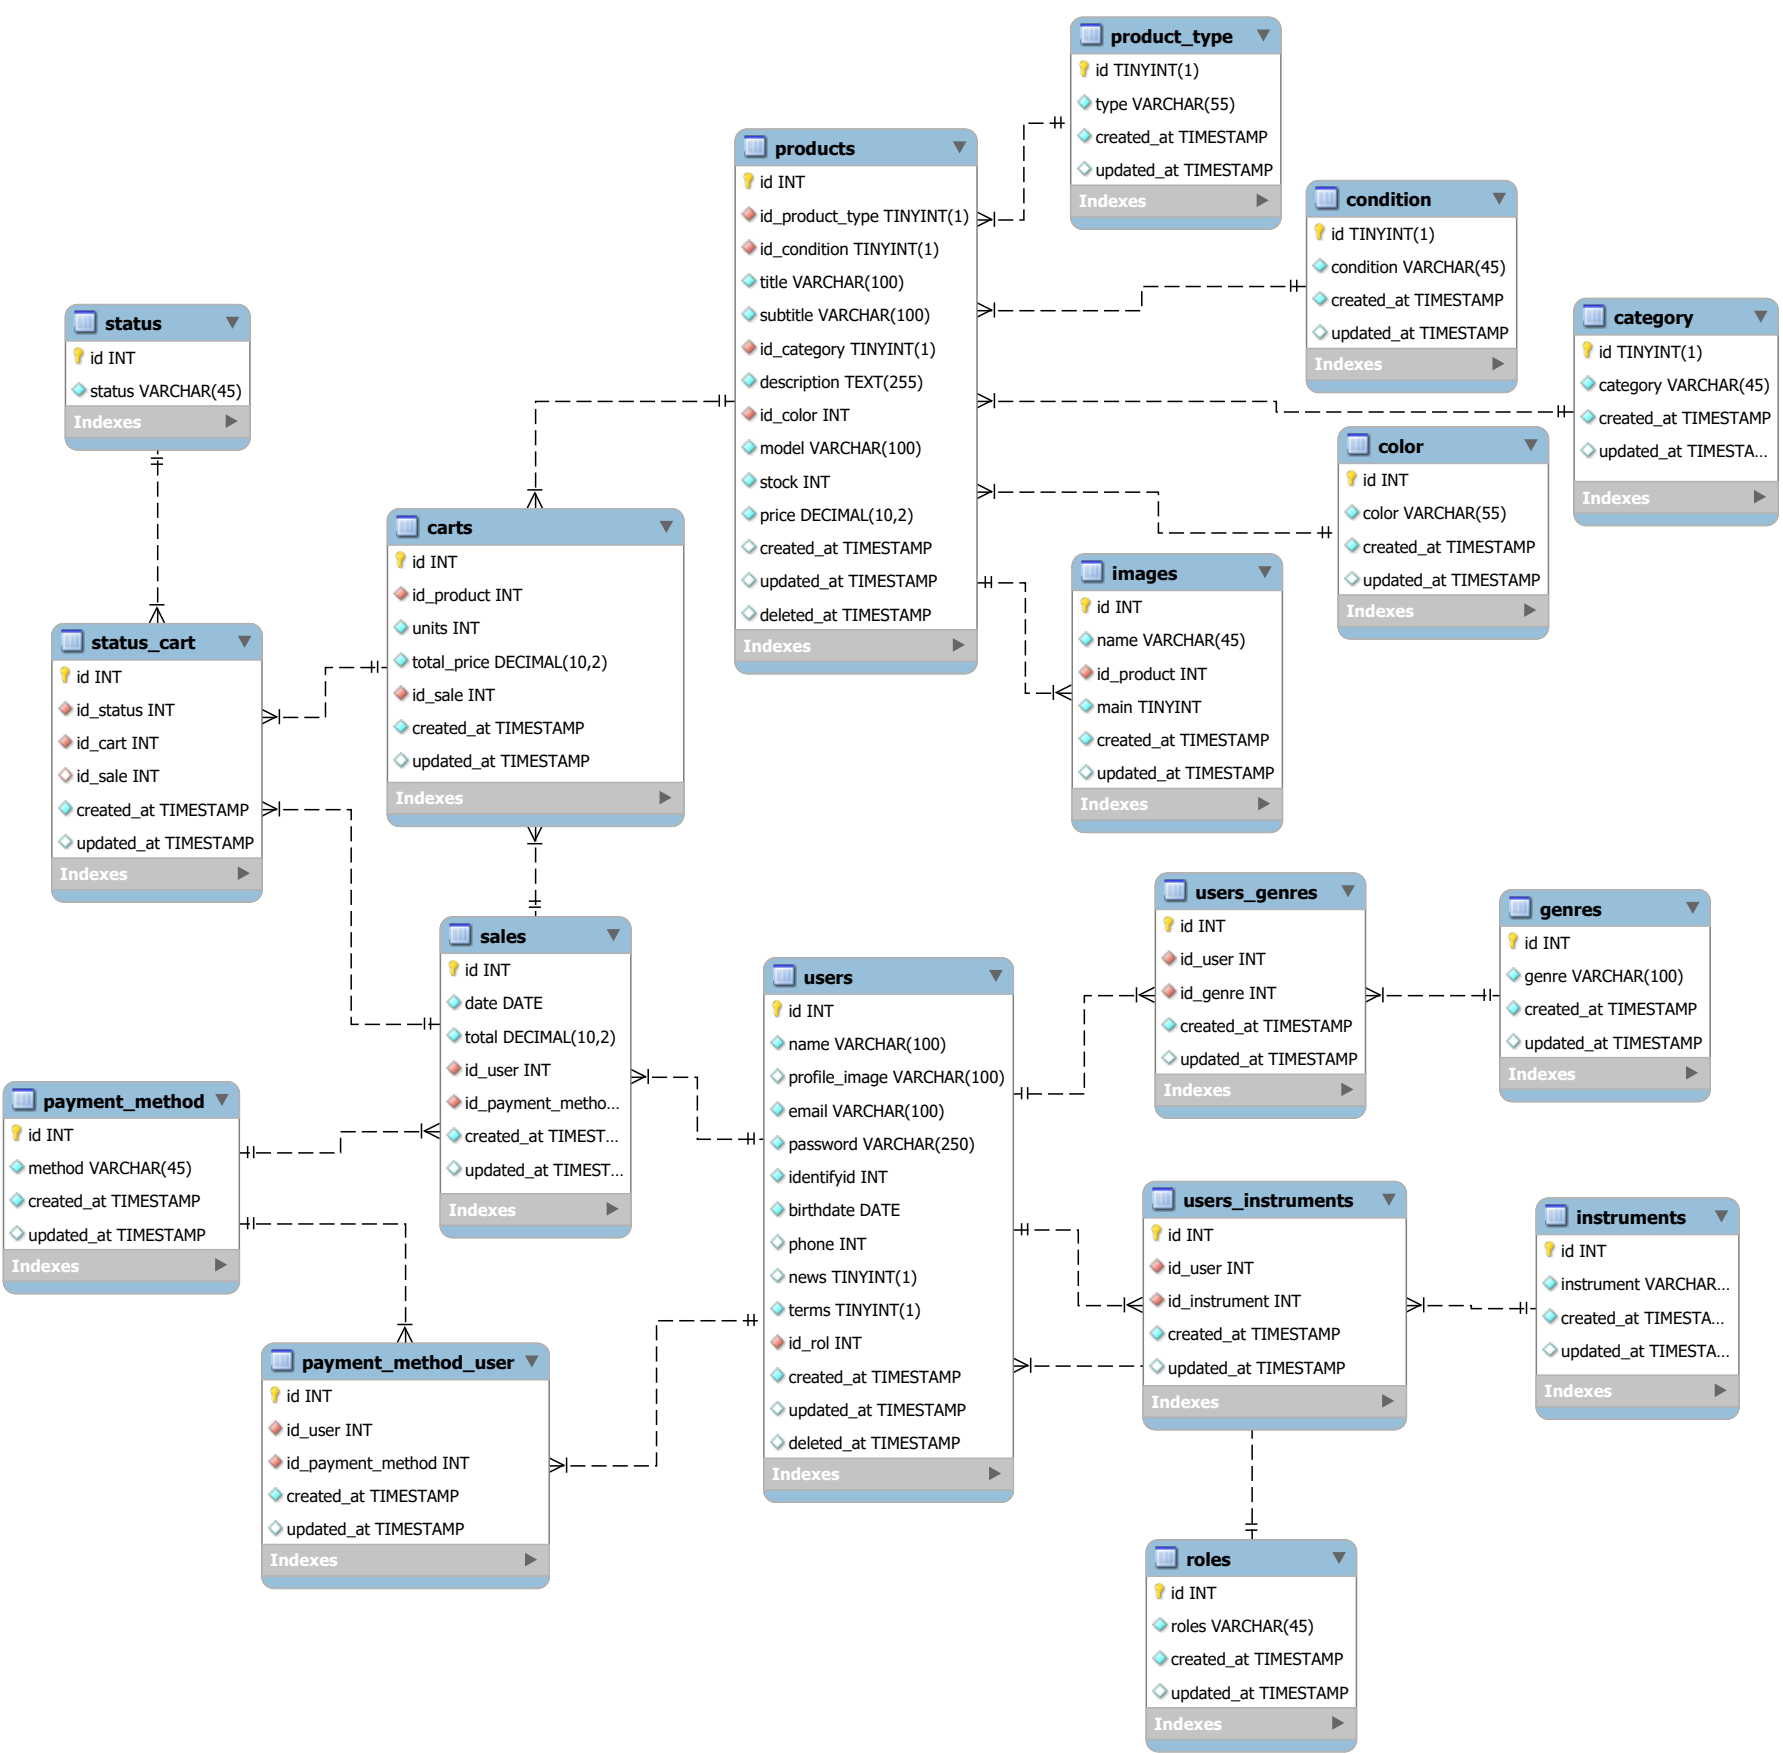 product_type
id TINYINT(1)
type VARCHAR(55)
created_at TIMESTAMP
updated_at TIMESTAMP
Indexes
products
id INT
id_product_type TINYINT(1)
id_condition TINYINT(1)
title VARCHAR(100)
subtitle VARCHAR(100)
id_category TINYINT(1)
description TEXT(255)
id_color INT
model VARCHAR(100)
stock INT
price DECIMAL(10,2)
created_at TIMESTAMP
updated_at TIMESTAMP
deleted_at TIMESTAMP
Indexes
condition
id TINYINT(1)
condition VARCHAR(45)
created_at TIMESTAMP
updated_at TIMESTAMP
Indexes
category
id TINYINT(1)
category VARCHAR(45)
created_at TIMESTAMP
updated_at TIMESTA...
Indexes
status
id INT
status VARCHAR(45)
Indexes
color
id INT
color VARCHAR(55)
created_at TIMESTAMP
updated_at TIMESTAMP
Indexes
carts
id INT
id_product INT
units INT
total_price DECIMAL(10,2)
id_sale INT
created_at TIMESTAMP
updated_at TIMESTAMP
Indexes
images
id INT
name VARCHAR(45)
id_product INT
main TINYINT
created_at TIMESTAMP
updated_at TIMESTAMP
Indexes
status_cart
id INT
id_status INT
id_cart INT
id_sale INT
created_at TIMESTAMP
updated_at TIMESTAMP
Indexes
sales
id INT
date DATE
total DECIMAL(10,2)
id_user INT
id_payment_metho...
created_at TIMEST...
updated_at TIMEST...
Indexes
users
id INT
name VARCHAR(100)
profile_image VARCHAR(100)
email VARCHAR(100)
password VARCHAR(250)
identifyid INT
birthdate DATE
phone INT
news TINYINT(1)
terms TINYINT(1)
id_rol INT
created_at TIMESTAMP
updated_at TIMESTAMP
deleted_at TIMESTAMP
Indexes
users_genres
id INT
id_user INT
id_genre INT
created_at TIMESTAMP
updated_at TIMESTAMP
Indexes
genres
id INT
genre VARCHAR(100)
created_at TIMESTAMP
updated_at TIMESTAMP
Indexes
payment_method
id INT
method VARCHAR(45)
created_at TIMESTAMP
updated_at TIMESTAMP
Indexes
users_instruments
id INT
id_user INT
id_instrument INT
created_at TIMESTAMP
updated_at TIMESTAMP
Indexes
instruments
id INT
instrument VARCHAR...
created_at TIMESTA...
updated_at TIMESTA...
Indexes
payment_method_user
id INT
id_user INT
id_payment_method INT
created_at TIMESTAMP
updated_at TIMESTAMP
Indexes
roles
id INT
roles VARCHAR(45)
created_at TIMESTAMP
updated_at TIMESTAMP
Indexes